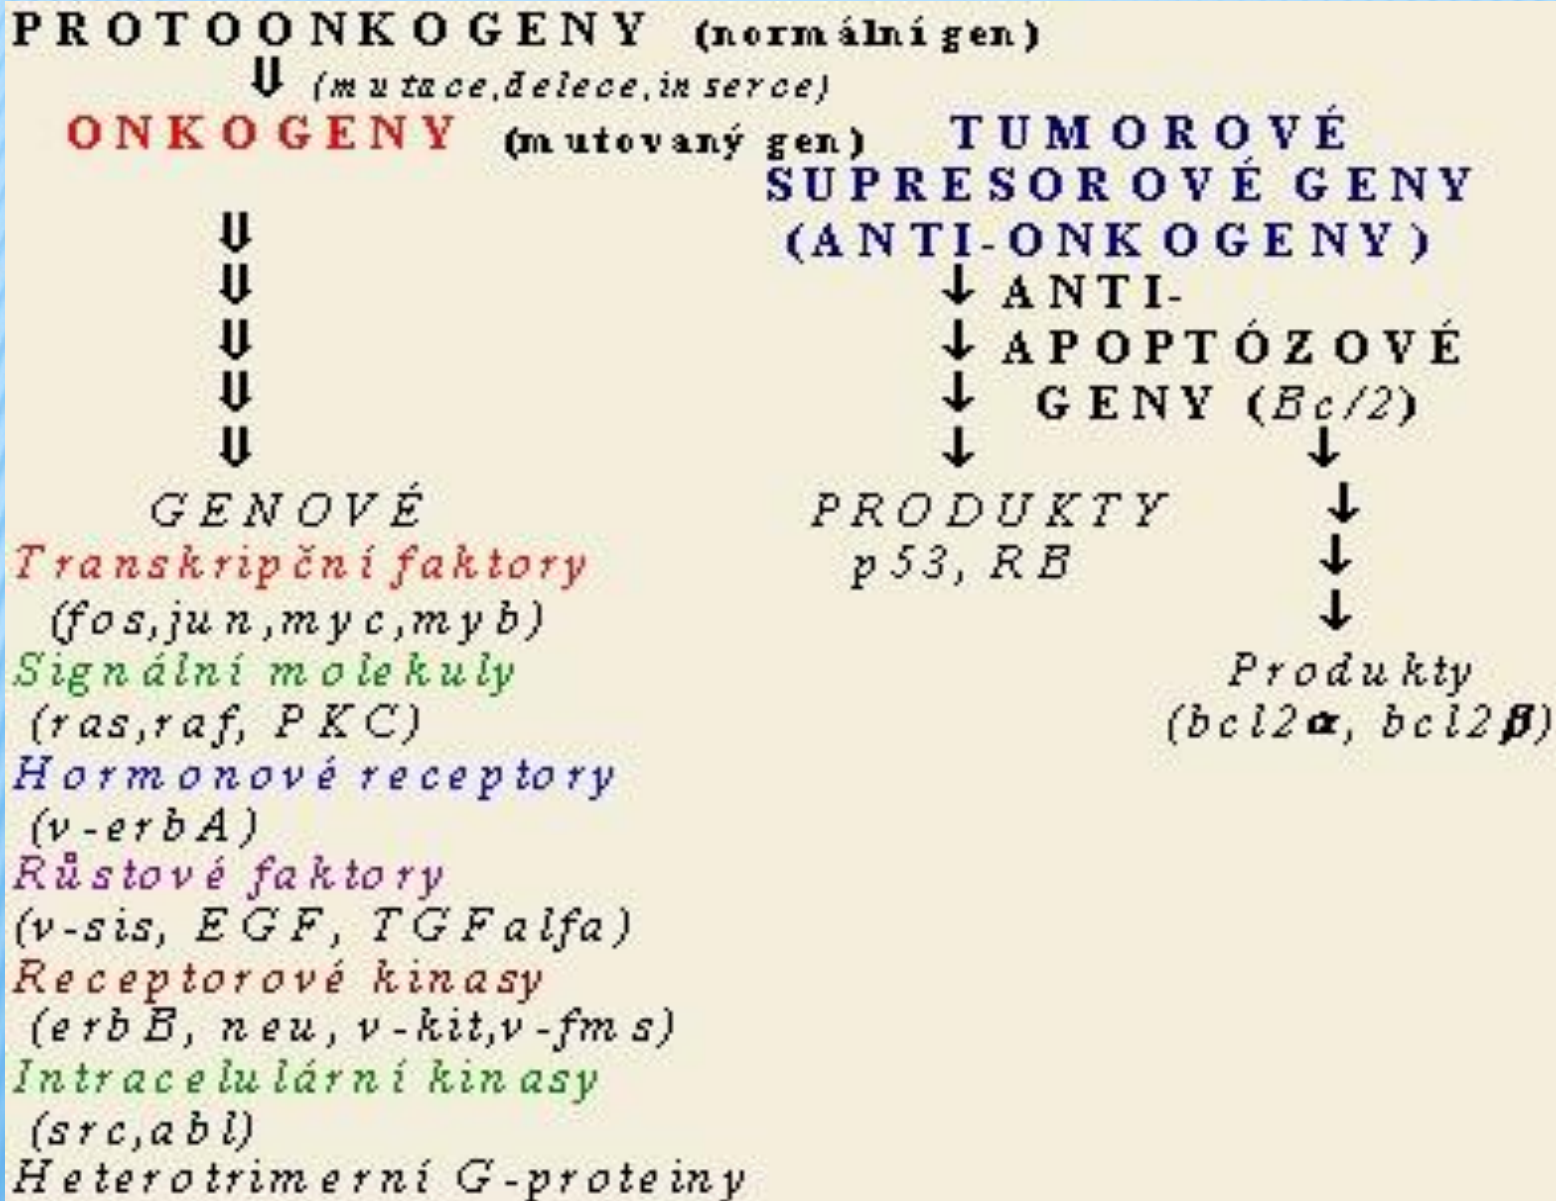 PROTOONKOGENY (normální gen)
⇓ (mutace,delece,inserce)
ONKOGENY (mutovaný gen)
TUMOROVÉ
SUPRESOROVÉ GENY
(ANTI-ONKOGENY)
⇓
⇓
⇓
⇓
⇓
↓ ANTI-
↓ APOPTÓZOVÉ
↓ GENY (Bc/2)
↓ ↓
GENOVÉ PRODUKTY ↓
Transkripční faktory
(fos,jun,myc,myb)
Signální molekuly
(ras,raf, PKC)
Hormonové receptory
(v-erbA)
Růstové faktory
(v-sis, EGF, TGFalfa)
Receptorové kinasy
(erbB, neu, v-kit,v-fms)
Intracelulární kinasy
(src,abl)
Heterotrimerní G-proteiny
p53, RB
↓
↓
Produkty
(bcl2α, bcl2β)